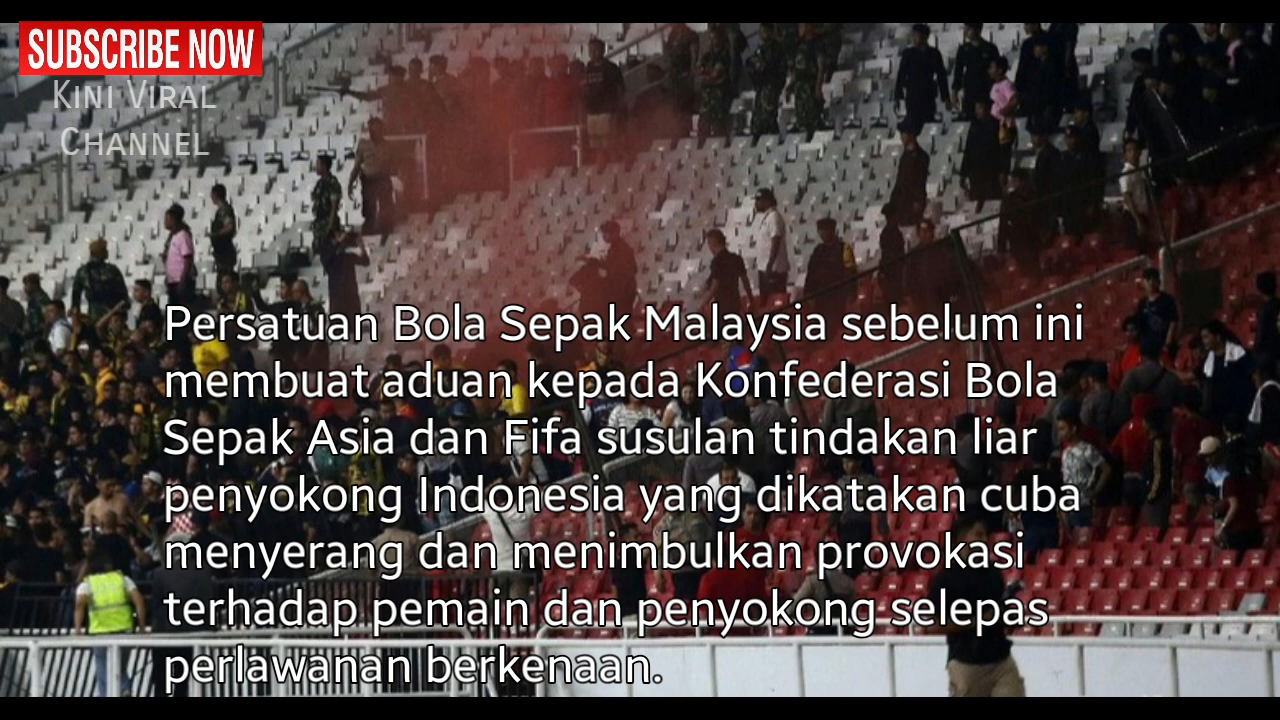 SUBSCRIBE NOW
KINI VIRAL
CHANNEL
Persatuan Bola Sepak Malaysia sebelum ini
membuat aduan kepada Konfederasi Bola
Sepak Asia dan Fifa susulan tindakan liar
penyokong Indonesia yang dikatakan cuba
menyerang dan menimbulkan provokasi
terhadap pemain dan penyokong selepas
perlawanan berkenaan.